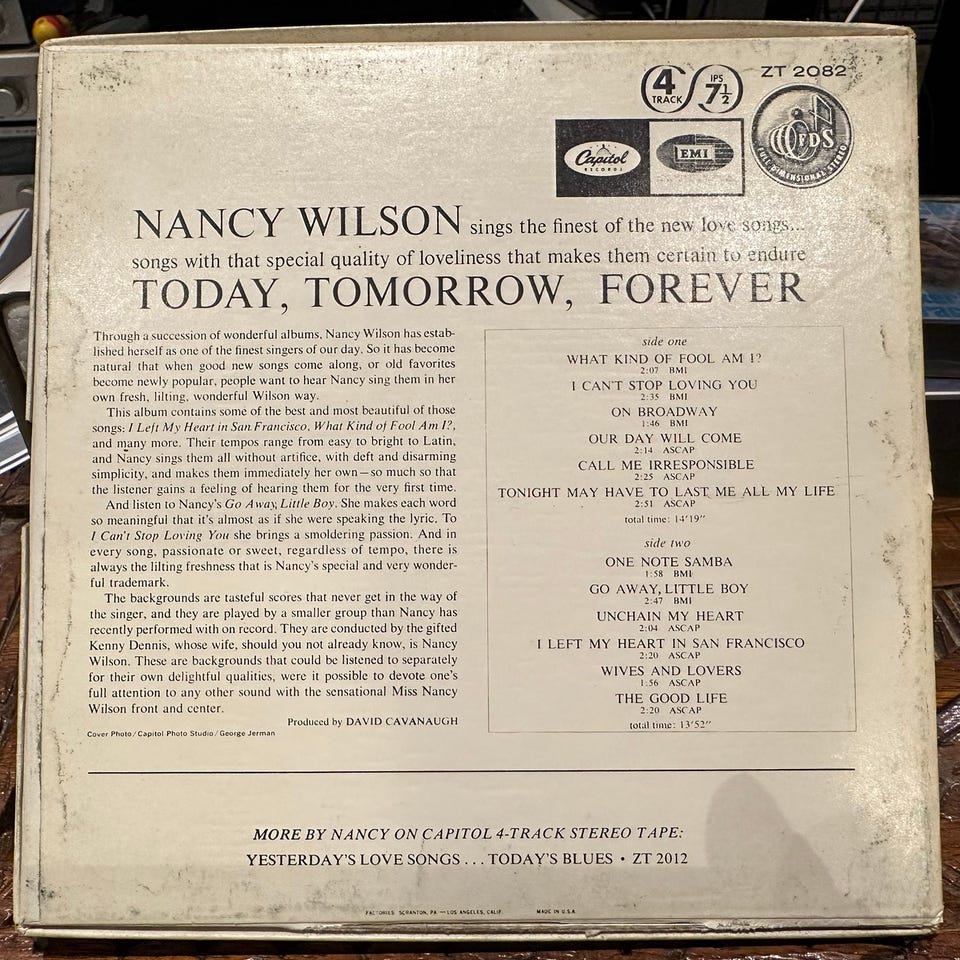 4 TRACK IPS 7½ ZT 2082
Capitol RECORDS EMI FDS
FULL DIMENSIONAL STEREO
NANCY WILSON sings the finest of the new love songs...
songs with that special quality of loveliness that makes them certain to endure
TODAY, TOMORROW, FOREVER
Through a succession of wonderful albums, Nancy Wilson has estab-
lished herself as one of the finest singers of our day. So it has become
natural that when good new songs come along, or old favorites
become newly popular, people want to hear Nancy sing them in her
own fresh, lilting, wonderful Wilson way.
This album contains some of the best and most beautiful of those
songs: I Left My Heart in San Francisco, What Kind of Fool Am I?,
and many more. Their tempos range from easy to bright to Latin,
and Nancy sings them all without artifice, with deft and disarming
simplicity, and makes them immediately her own—so much so that
the listener gains a feeling of hearing them for the very first time.
And listen to Nancy's Go Away, Little Boy. She makes each word
so meaningful that it's almost as if she were speaking the lyric. To
I Can't Stop Loving You she brings a smoldering passion. And in
every song, passionate or sweet, regardless of tempo, there is
always the lilting freshness that is Nancy's special and very wonder-
ful trademark.
The backgrounds are tasteful scores that never get in the way of
the singer, and they are played by a smaller group than Nancy has
recently performed with on record. They are conducted by the gifted
Kenny Dennis, whose wife, should you not already know, is Nancy
Wilson. These are backgrounds that could be listened to separately
for their own delightful qualities, were it possible to devote one's
full attention to any other sound with the sensational Miss Nancy
Wilson front and center.
Produced by DAVID CAVANAUGH
Cover Photo/Capitol Photo Studio/George Jerman
side one
WHAT KIND OF FOOL AM I?
2:07 BMI
I CAN'T STOP LOVING YOU
2:35 BMI
ON BROADWAY
1:46 BMI
OUR DAY WILL COME
2:14 ASCAP
CALL ME IRRESPONSIBLE
2:25 ASCAP
TONIGHT MAY HAVE TO LAST ME ALL MY LIFE
2:51 ASCAP
total time: 14'19"
side two
ONE NOTE SAMBA
1:58 BMI
GO AWAY, LITTLE BOY
2:47 BMI
UNCHAIN MY HEART
2:04 ASCAP
I LEFT MY HEART IN SAN FRANCISCO
2:20 ASCAP
WIVES AND LOVERS
1:56 ASCAP
THE GOOD LIFE
2:20 ASCAP
total time: 13'52"
MORE BY NANCY ON CAPITOL 4-TRACK STEREO TAPE:
YESTERDAY'S LOVE SONGS...TODAY'S BLUES • ZT 2012
FACTORIES: SCRANTON, PA.—LOS ANGELES, CALIF. MADE IN U.S.A.